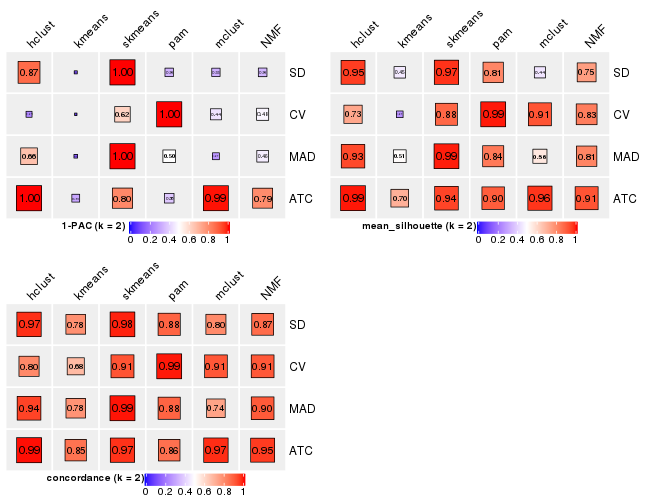 hclust kmeans skmeans pam mclust NMF
0.87 1.00 SD
0.62 1.00 0.44 0.48 CV
0.66 1.00 0.50 MAD
1.00 0.80 0.99 0.79 ATC
1-PAC (k = 2)
0 0.2 0.4 0.6 0.8 1
hclust kmeans skmeans pam mclust NMF
0.95 0.45 0.97 0.81 0.44 0.75 SD
0.73 0.88 0.99 0.91 0.83 CV
0.93 0.51 0.99 0.84 0.56 0.81 MAD
0.99 0.70 0.94 0.90 0.96 0.91 ATC
mean_silhouette (k = 2)
0 0.2 0.4 0.6 0.8 1
hclust kmeans skmeans pam mclust NMF
0.97 0.78 0.98 0.88 0.80 0.87 SD
0.80 0.68 0.91 0.99 0.91 0.91 CV
0.94 0.78 0.99 0.88 0.74 0.90 MAD
0.99 0.85 0.97 0.86 0.97 0.95 ATC
concordance (k = 2)
0 0.2 0.4 0.6 0.8 1